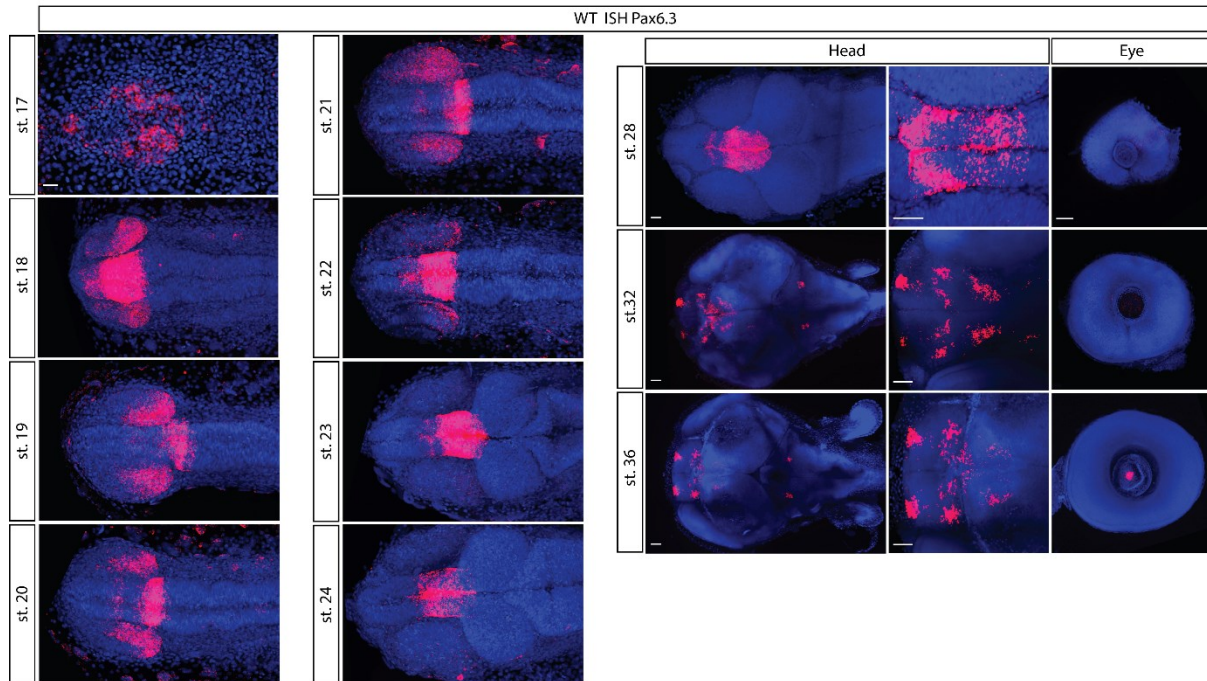 WT ISH Pax6.3
st. 17
st. 18
st. 19
st. 20
st. 21
st. 22
st. 23
st. 24
Head
Eye
st. 28
st.32
st. 36